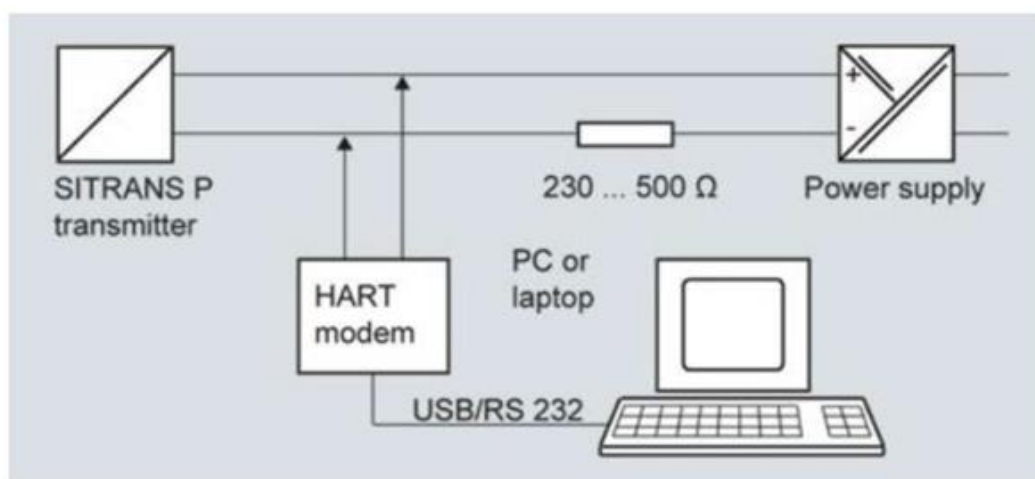 +
-
SITRANS P
transmitter
230 ... 500 Ω
Power supply
HART
modem
PC or
laptop
USB/RS 232